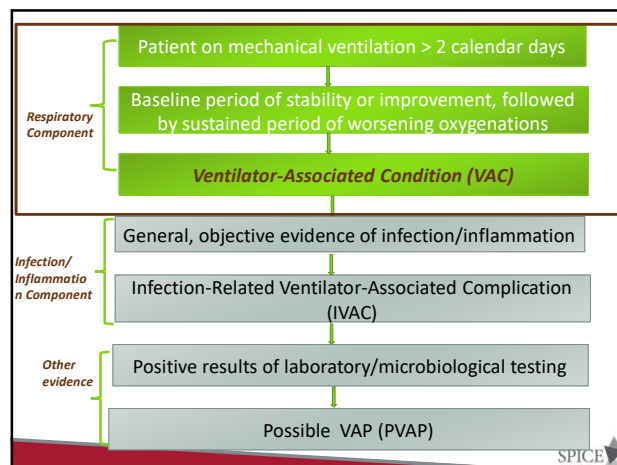 Patient on mechanical ventilation > 2 calendar days
Respiratory
Component
Baseline period of stability or improvement, followed
by sustained period of worsening oxygenations
Ventilator-Associated Condition (VAC)
General, objective evidence of infection/inflammation
Infection/
Inflammatio
n Component
Infection-Related Ventilator-Associated Complication
(IVAC)
Other
evidence
Positive results of laboratory/microbiological testing
Possible VAP (PVAP)
SPICE